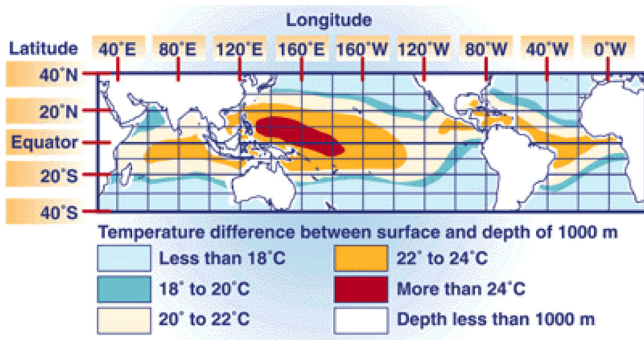 Longitude
Latitude 40˚E 80˚E 120˚E 160˚E 160˚W 120˚W 80˚W 40˚W 0˚W
40˚N
20˚N
Equator
20˚S
40˚S
Temperature difference between surface and depth of 1000 m
Less than 18˚C 22˚ to 24˚C
18˚ to 20˚C More than 24˚C
20˚ to 22˚C Depth less than 1000 m